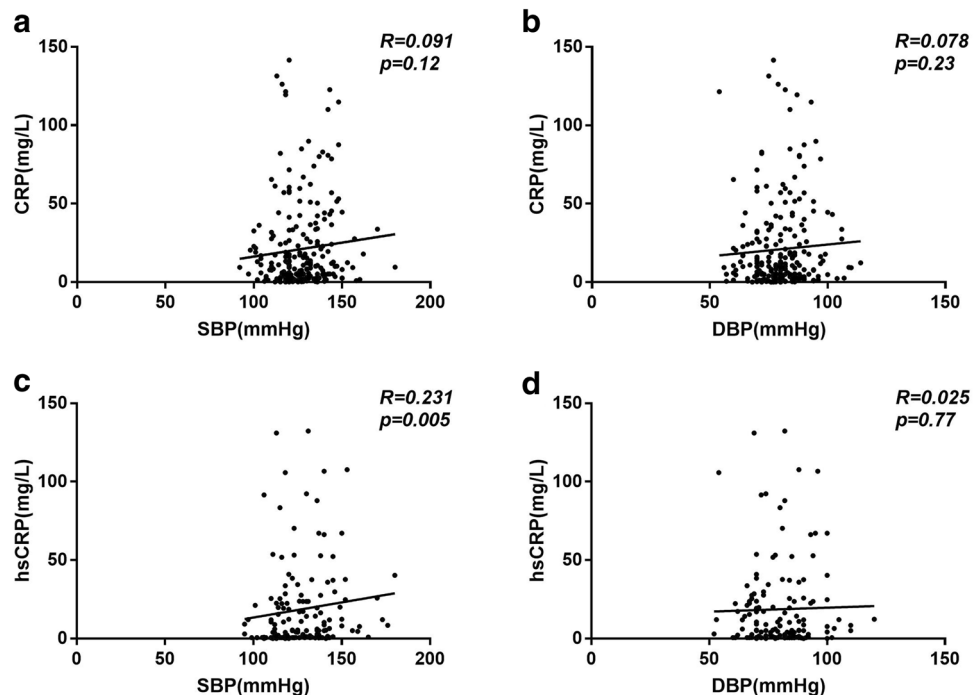 a
R=0.091
p=0.12
150
100
50
0
CRP(mg/L)
0 50 100 150 200
SBP(mmHg)
b
R=0.078
p=0.23
150
100
50
0
CRP(mg/L)
0 50 100 150
DBP(mmHg)
c
R=0.231
p=0.005
150
100
50
0
hsCRP(mg/L)
0 50 100 150 200
SBP(mmHg)
d
R=0.025
p=0.77
150
100
50
0
hsCRP(mg/L)
0 50 100 150
DBP(mmHg)